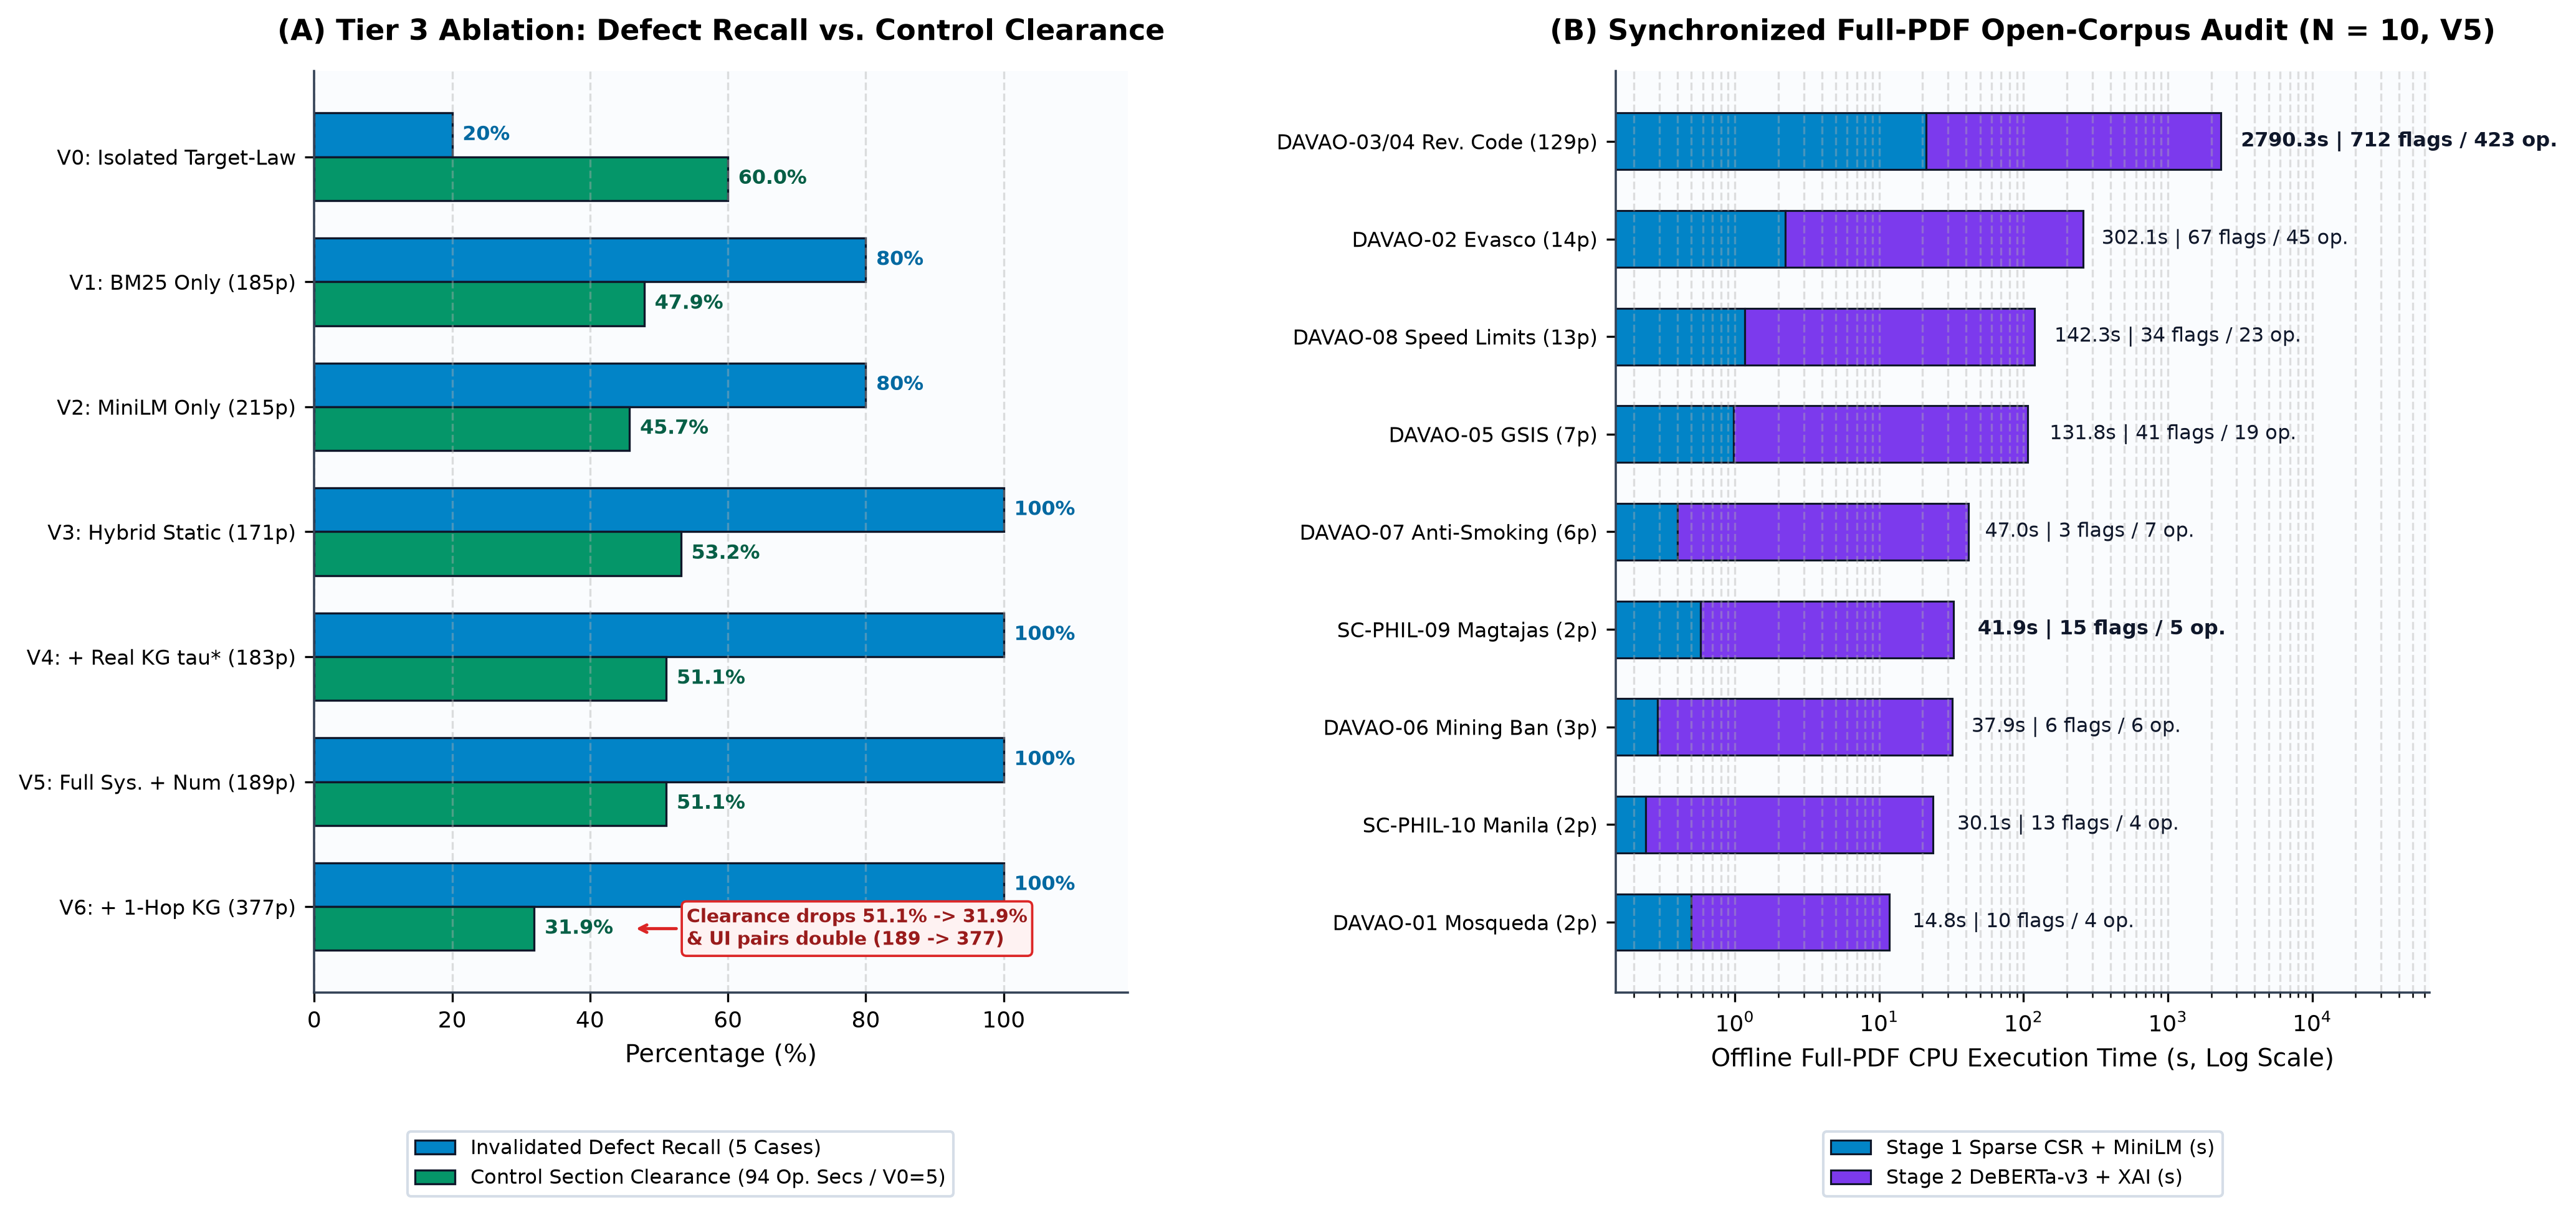 (A) Tier 3 Ablation: Defect Recall vs. Control Clearance
V0: Isolated Target-Law
20%
60.0%
V1: BM25 Only (185p)
80%
47.9%
V2: MiniLM Only (215p)
80%
45.7%
V3: Hybrid Static (171p)
100%
53.2%
V4: + Real KG tau* (183p)
100%
51.1%
V5: Full Sys. + Num (189p)
100%
51.1%
V6: + 1-Hop KG (377p)
100%
31.9%
Clearance drops 51.1% -> 31.9%
& UI pairs double (189 -> 377)
0 20 40 60 80 100
Percentage (%)
Invalidated Defect Recall (5 Cases)
Control Section Clearance (94 Op. Secs / V0=5)
(B) Synchronized Full-PDF Open-Corpus Audit (N = 10, V5)
DAVAO-03/04 Rev. Code (129p)
2790.3s | 712 flags / 423 op.
DAVAO-02 Evasco (14p)
302.1s | 67 flags / 45 op.
DAVAO-08 Speed Limits (13p)
142.3s | 34 flags / 23 op.
DAVAO-05 GSIS (7p)
131.8s | 41 flags / 19 op.
DAVAO-07 Anti-Smoking (6p)
47.0s | 3 flags / 7 op.
SC-PHIL-09 Magtajas (2p)
41.9s | 15 flags / 5 op.
DAVAO-06 Mining Ban (3p)
37.9s | 6 flags / 6 op.
SC-PHIL-10 Manila (2p)
30.1s | 13 flags / 4 op.
DAVAO-01 Mosqueda (2p)
14.8s | 10 flags / 4 op.
10⁰ 10¹ 10² 10³ 10⁴
Offline Full-PDF CPU Execution Time (s, Log Scale)
Stage 1 Sparse CSR + MiniLM (s)
Stage 2 DeBERTa-v3 + XAI (s)